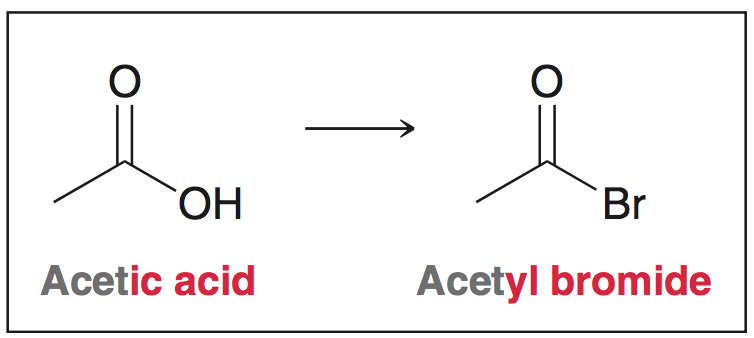 O O
OH Br
Acetic acid Acetyl bromide